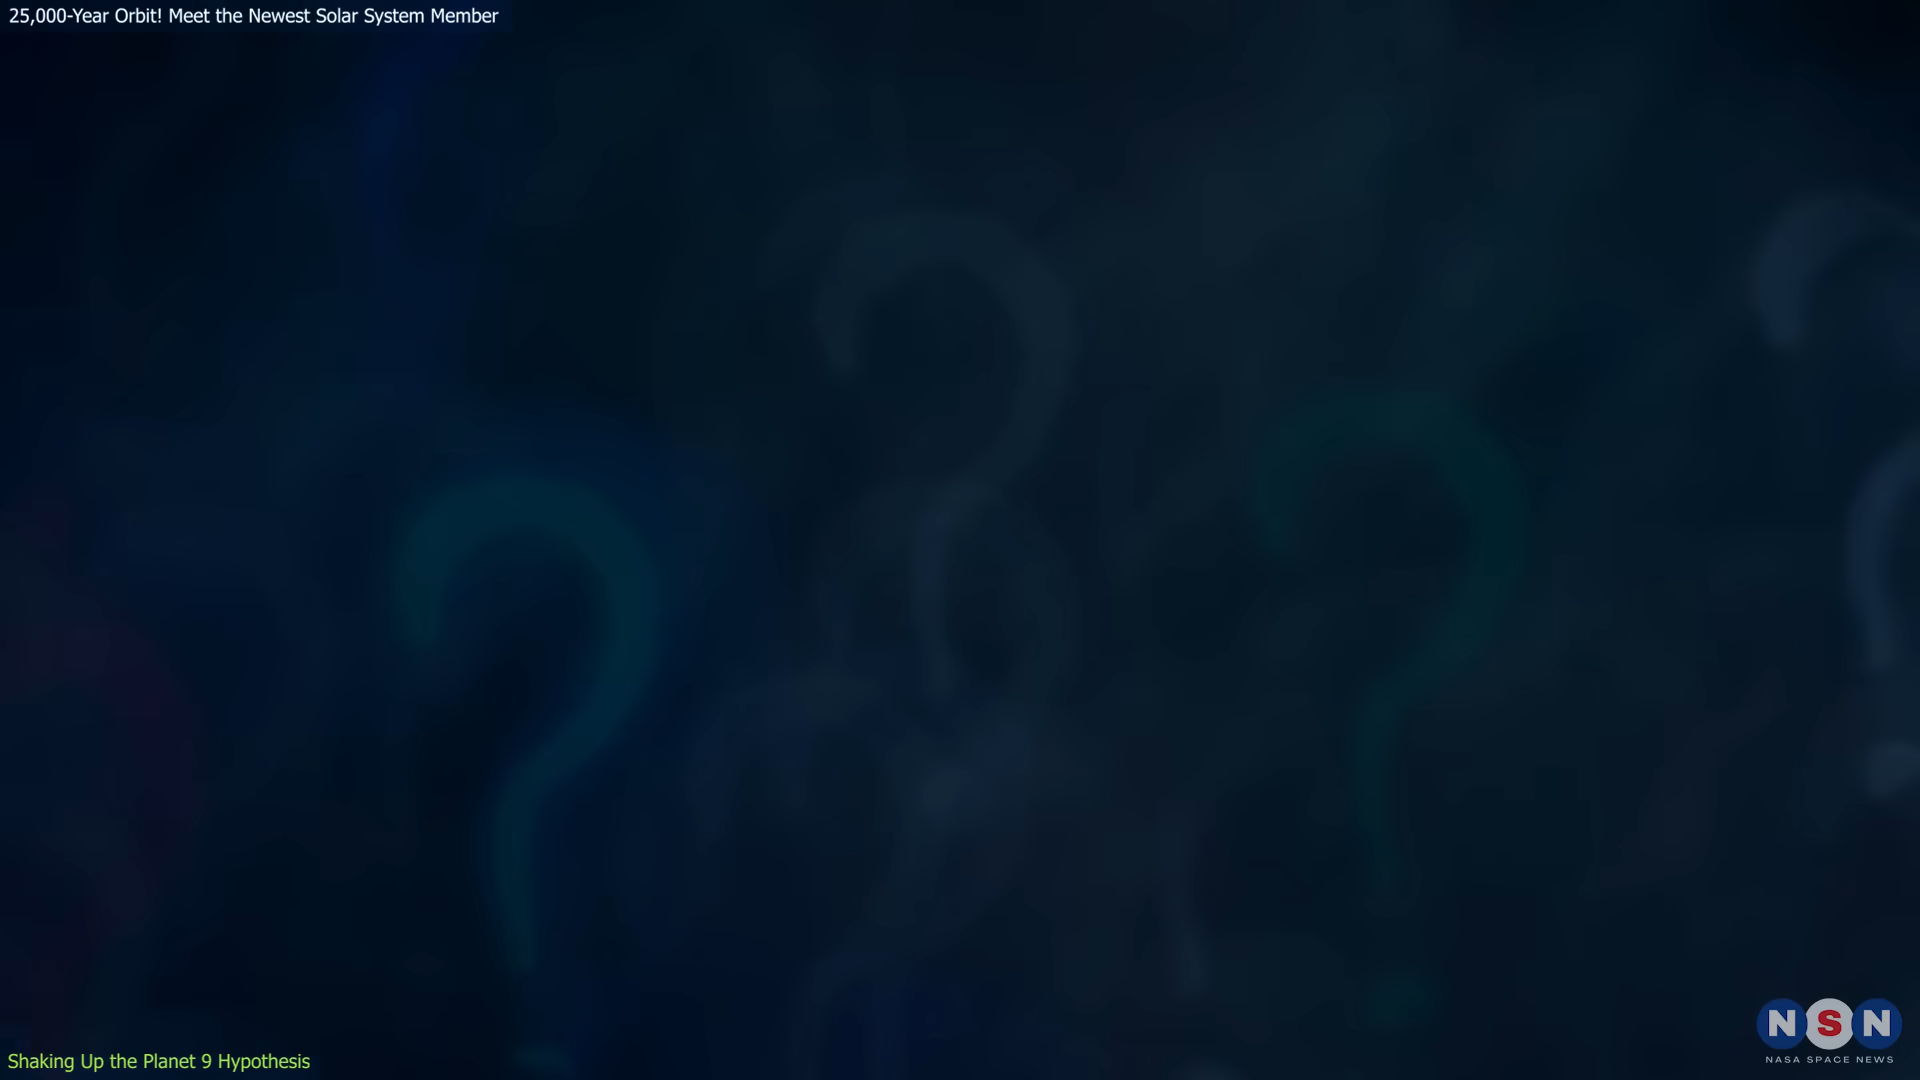 25,000-Year Orbit! Meet the Newest Solar System Member
?
?
?
?
?
Shaking Up the Planet 9 Hypothesis
NSN
NASA SPACE NEWS